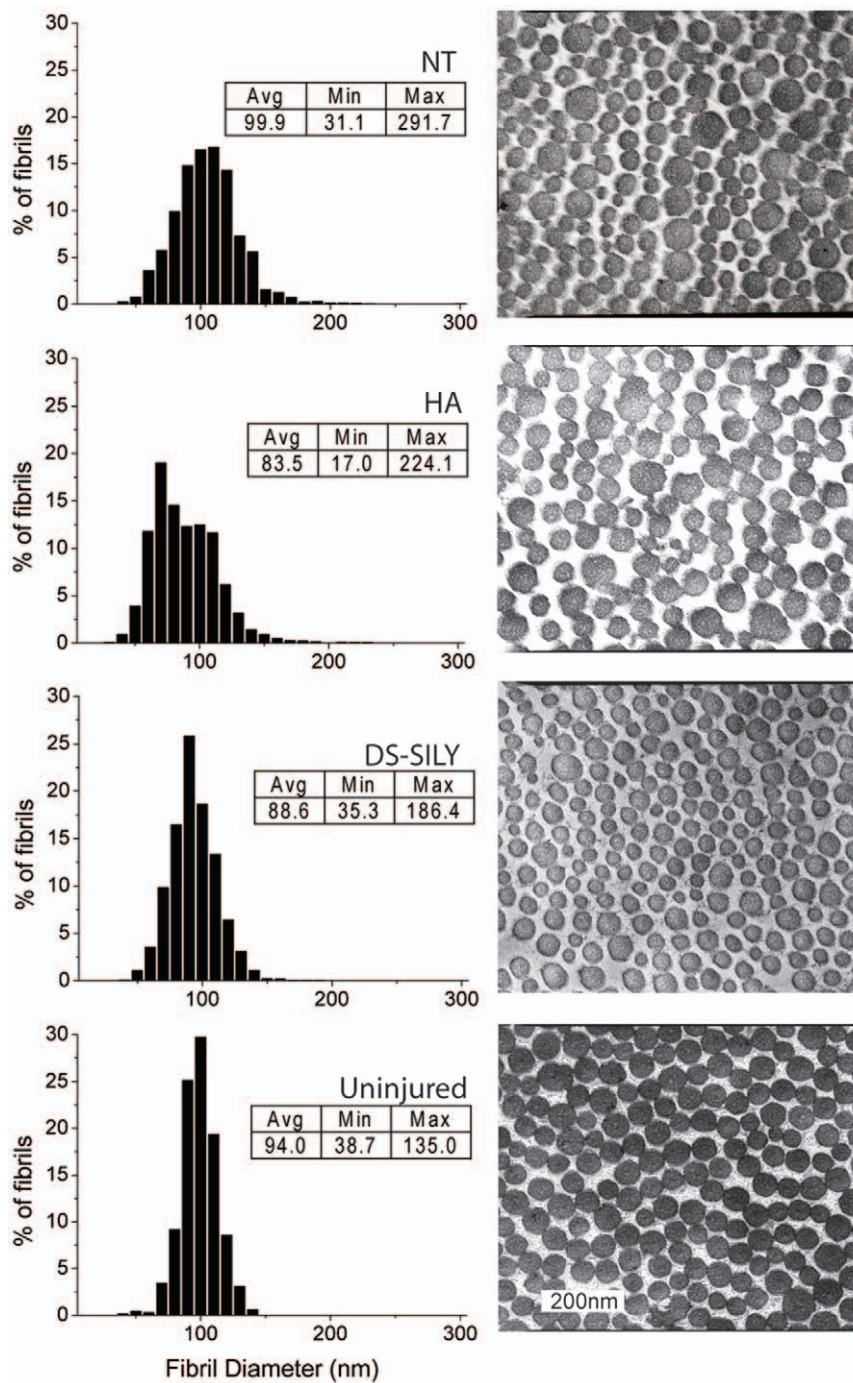 30
NT
25
Avg Min Max
99.9 31.1 291.7
20
% of fibrils
15
10
5
0
100 200 300
30
HA
25
Avg Min Max
83.5 17.0 224.1
20
% of fibrils
15
10
5
0
100 200 300
30
25
DS-SILY
Avg Min Max
88.6 35.3 186.4
20
% of fibrils
15
10
5
0
100 200 300
30
25
Uninjured
Avg Min Max
94.0 38.7 135.0
20
% of fibrils
15
10
5
0
100 200 300
Fibril Diameter (nm)
200nm